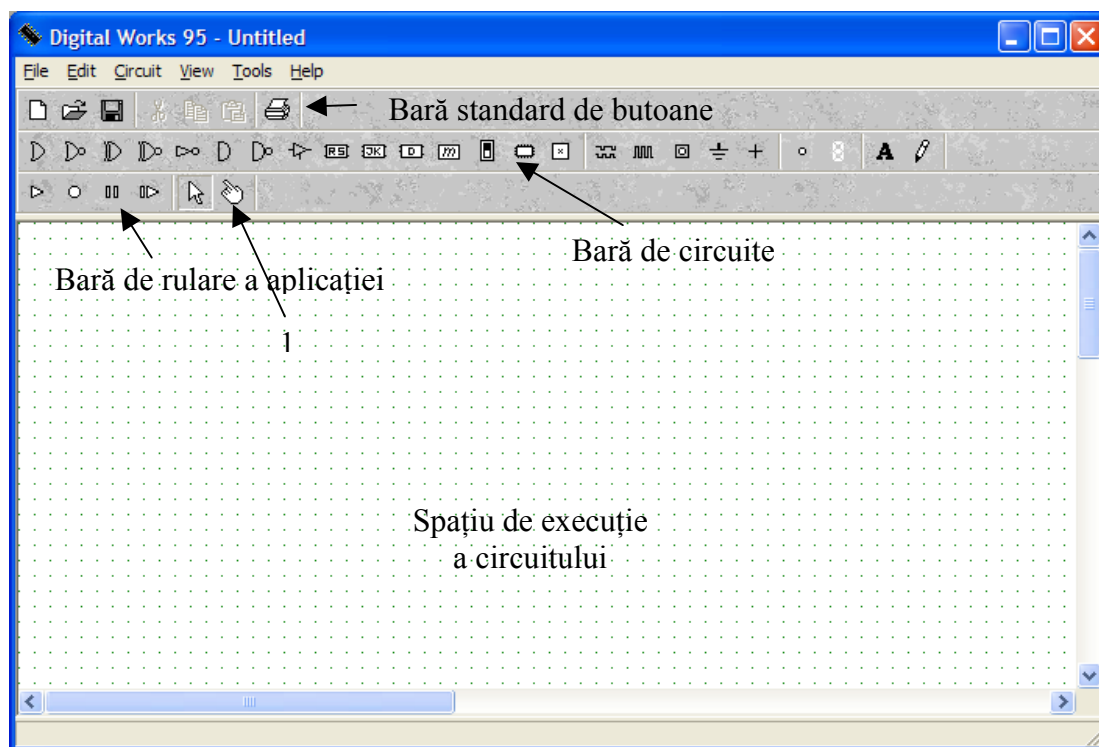 Digital Works 95 - Untitled
File Edit Circuit View Tools Help
Bară standard de butoane
RS JK D m
A
Bară de circuite
Bară de rulare a aplicației
1
Spațiu de execuție
a circuitului